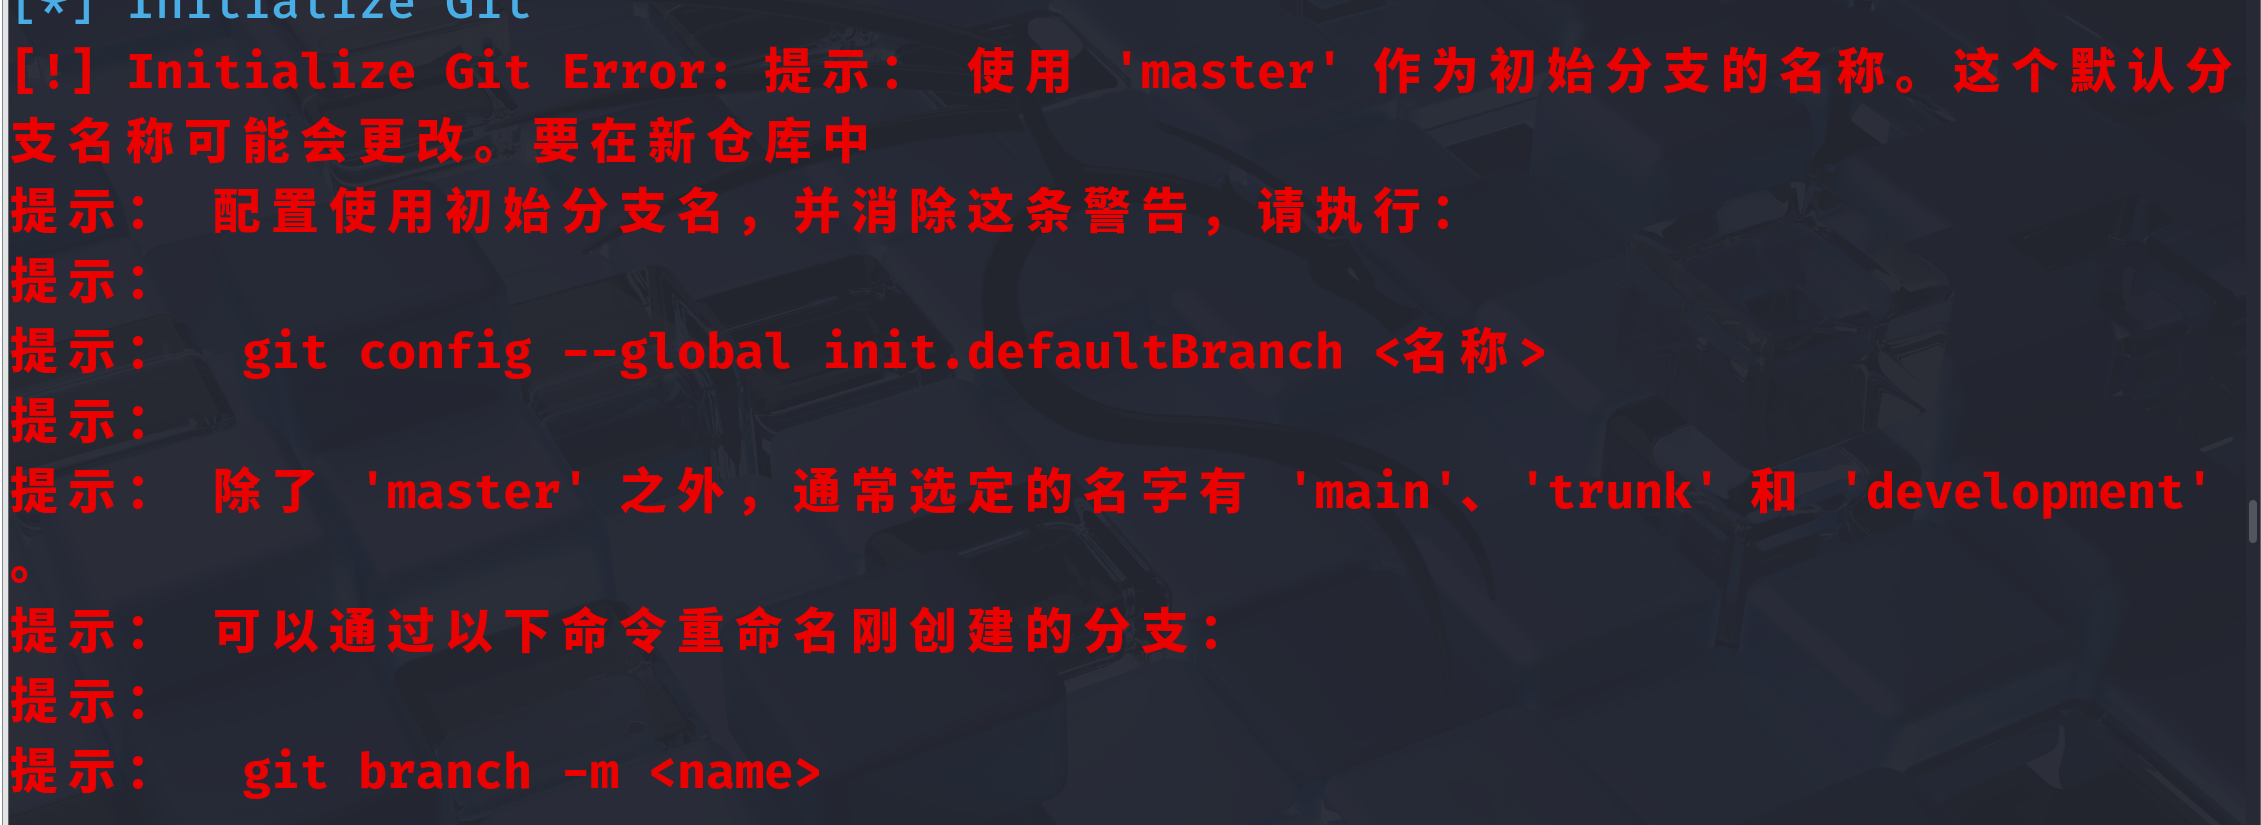 [*] Initialize Git
[!] Initialize Git Error: 提示： 使用 'master' 作为初始分支的名称。这个默认分
支名称可能会更改。要在新仓库中
提示： 配置使用初始分支名，并消除这条警告，请执行：
提示：
提示：  git config --global init.defaultBranch <名称>
提示：
提示： 除了 'master' 之外，通常选定的名字有 'main'、'trunk' 和 'development'
。
提示： 可以通过以下命令重命名刚创建的分支：
提示：
提示：  git branch -m <name>